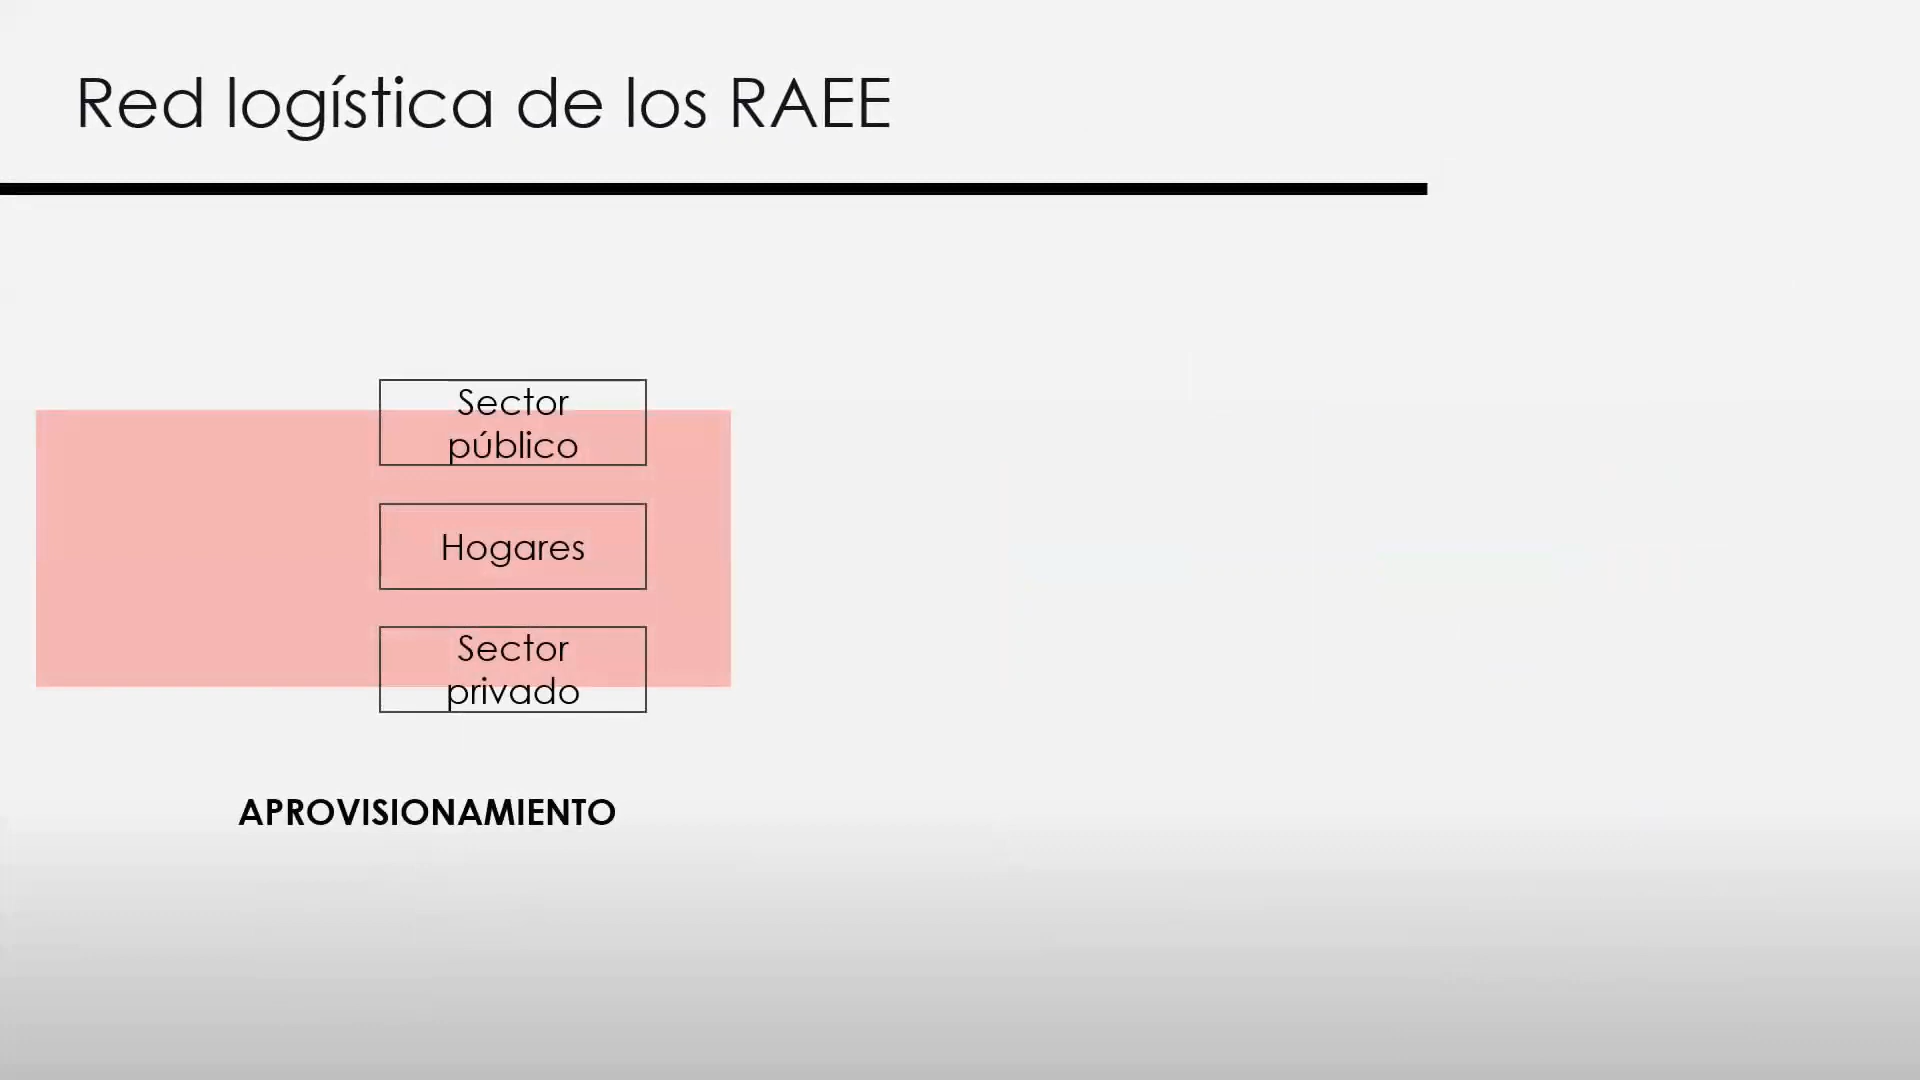 Red logística de los RAEE
Sector
público
Hogares
Sector
privado
APROVISIONAMIENTO